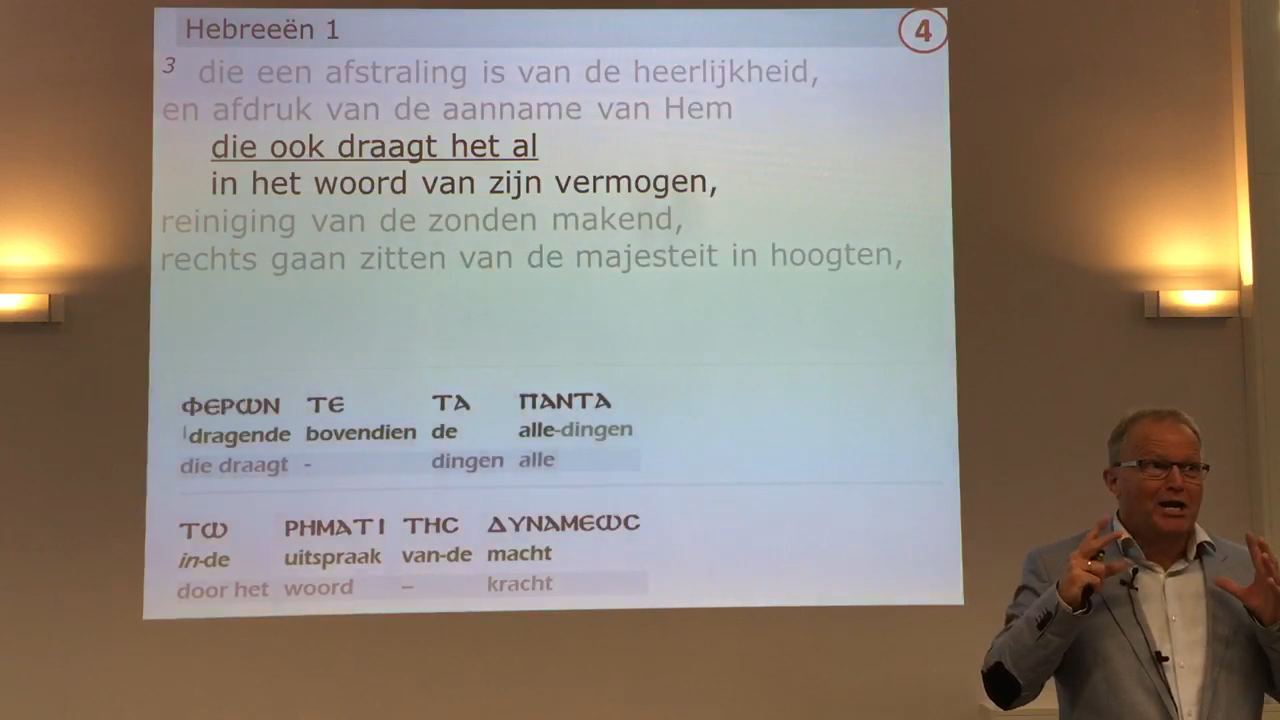 Hebreeën 1
4
3 die een afstraling is van de heerlijkheid,
en afdruk van de aanname van Hem
die ook draagt het al
in het woord van zijn vermogen,
reiniging van de zonden makend,
rechts gaan zitten van de majesteit in hoogten,
ΦΕΡѠΝ ΤΕ ΤΑ ΠΑΝΤΑ
dragende bovendien de alle-dingen
die draagt - dingen alle
ΤѠ ΡΗΜΑΤΙ ΤΗϹ ΔΥΝΑΜΕѠϹ
in-de uitspraak van-de macht
door het woord – kracht